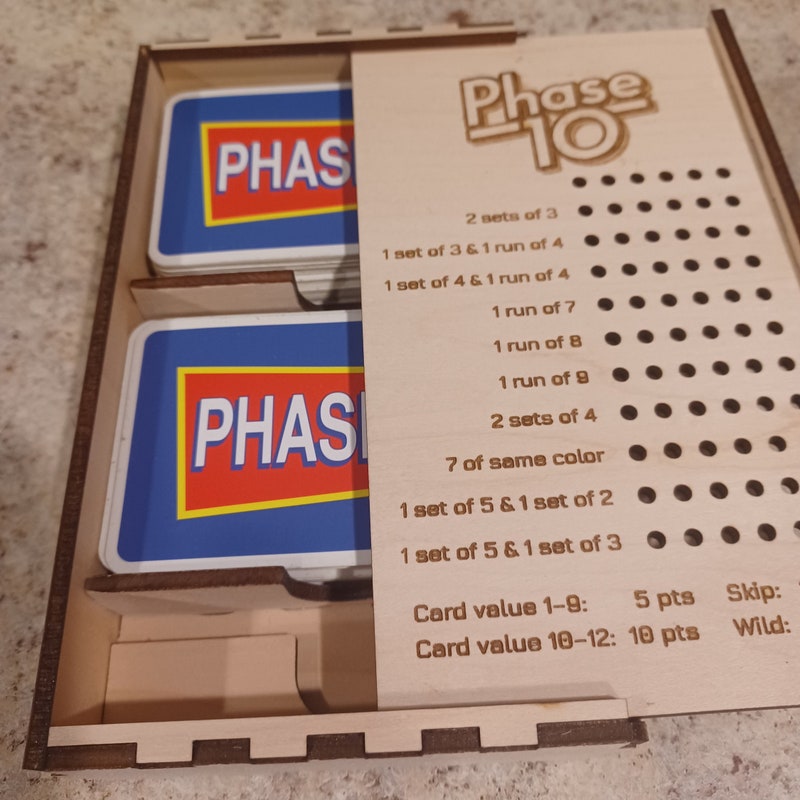 PHAS
PHAS
Phase
10
2 sets of 3
1 set of 3 & 1 run of 4
1 set of 4 & 1 run of 4
1 run of 7
1 run of 8
1 run of 9
2 sets of 4
7 of same color
1 set of 5 & 1 set of 2
1 set of 5 & 1 set of 3
Card value 1-9: 5 pts Skip:
Card value 10-12: 10 pts Wild: